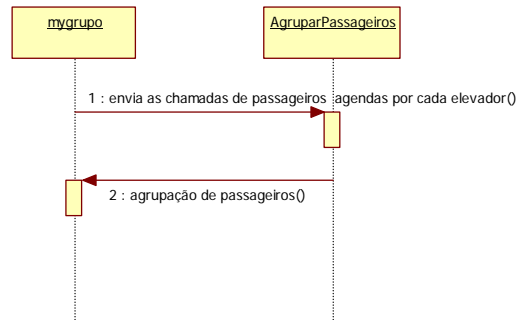 mygrupo
AgruparPassageiros
1 : envia as chamadas de passageiros agendas por cada elevador()
2 : agrupação de passageiros()